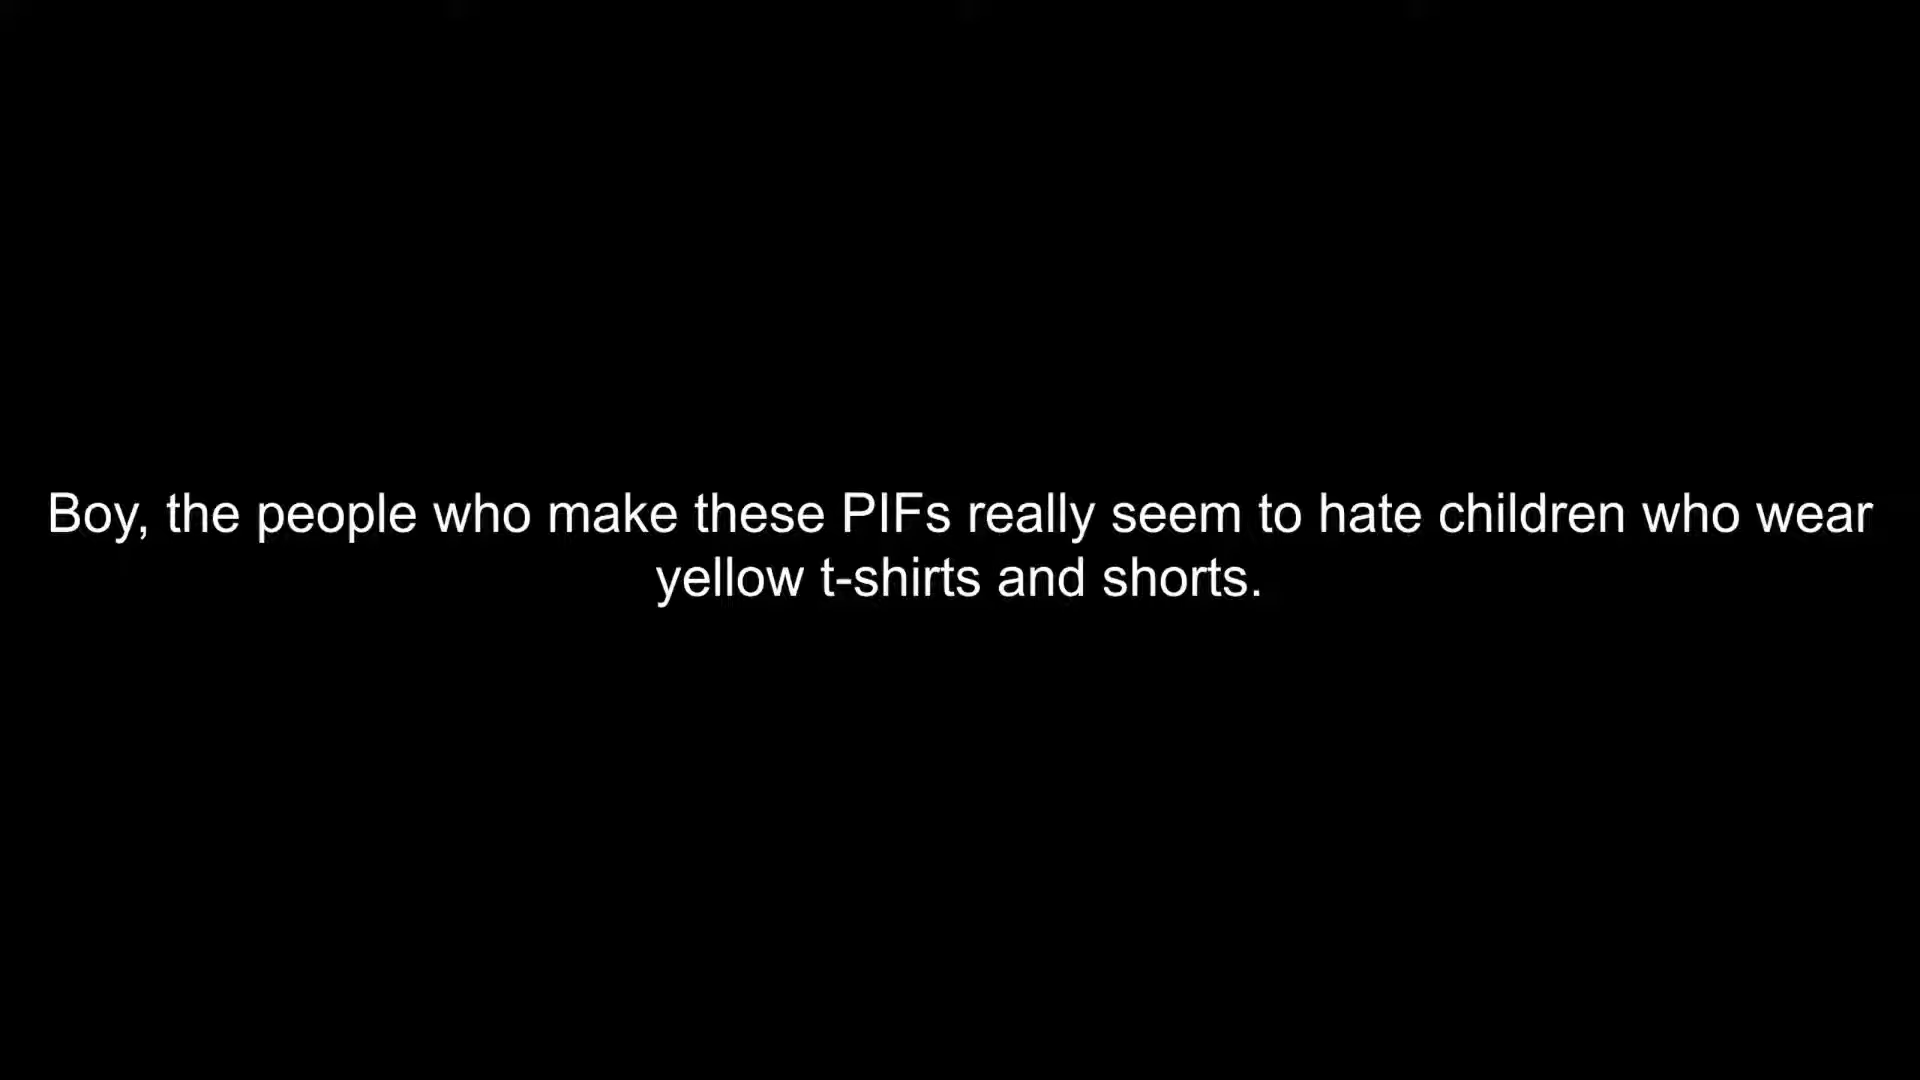 Boy, the people who make these PIFs really seem to hate children who wear
yellow t-shirts and shorts.